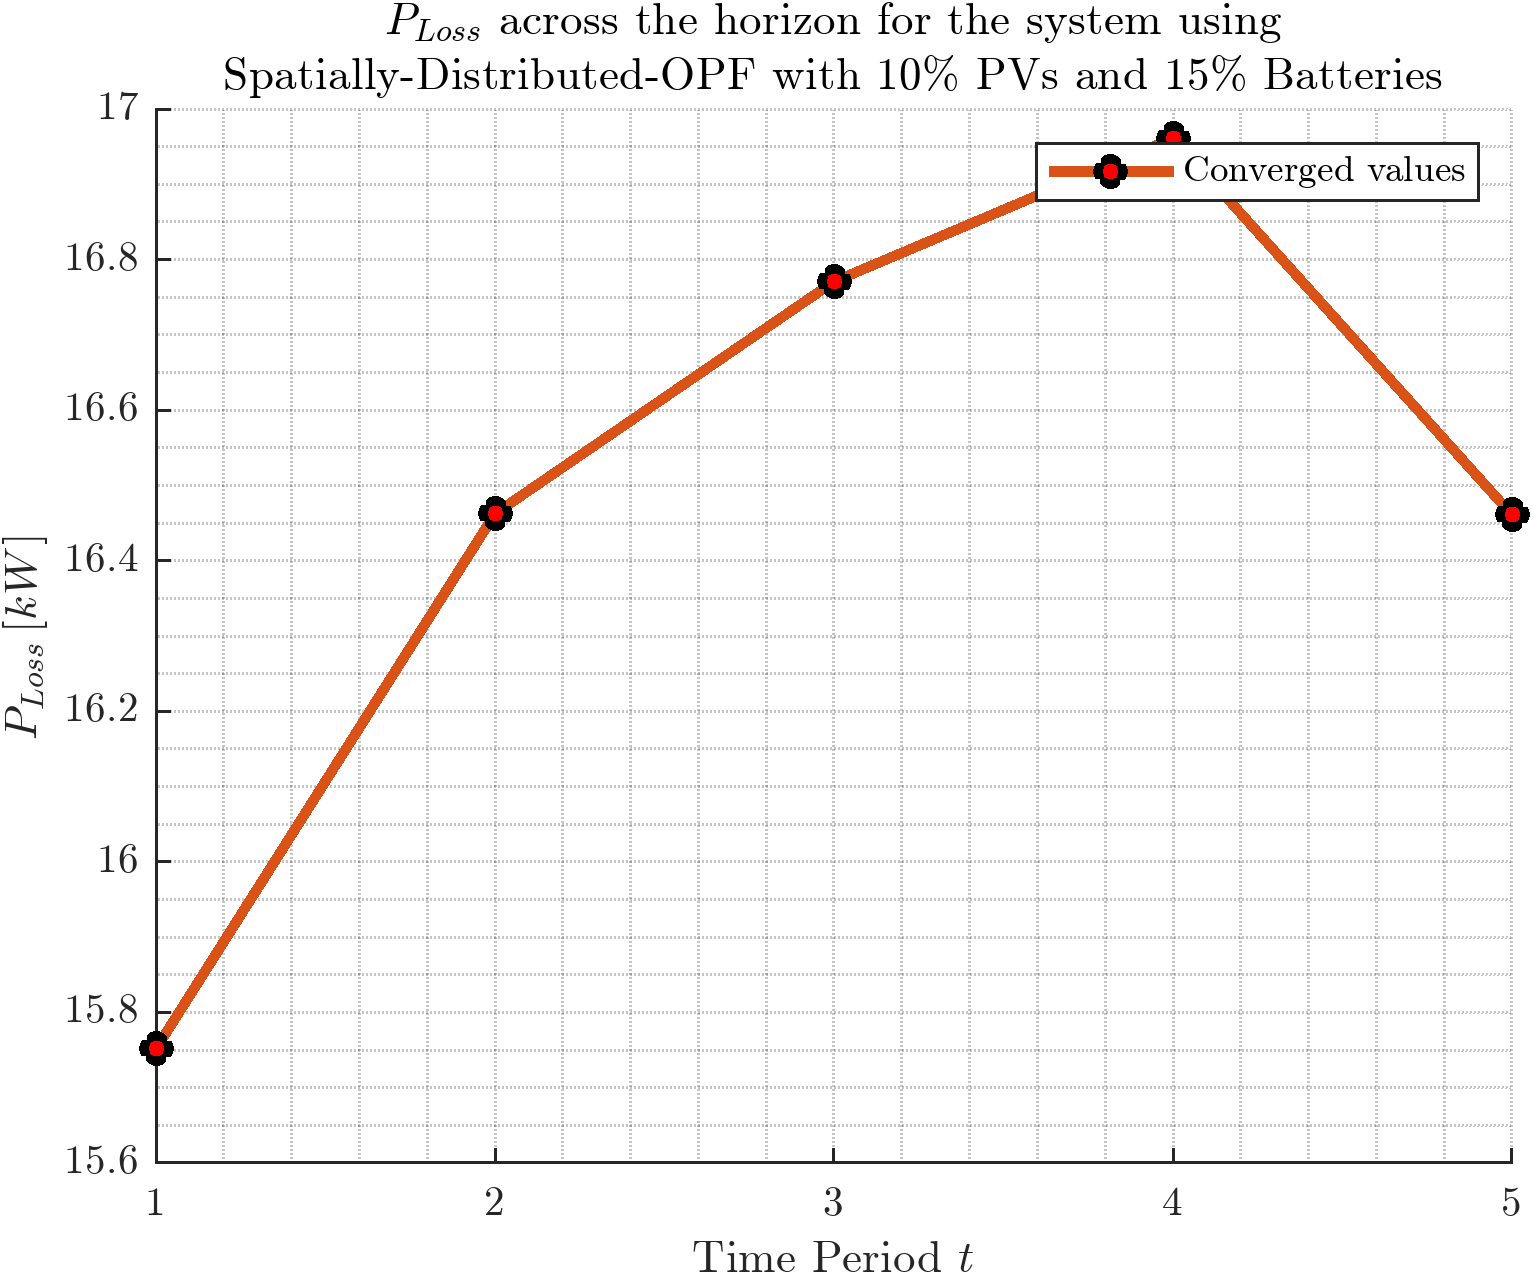 P_Loss across the horizon for the system using
Spatially-Distributed-OPF with 10% PVs and 15% Batteries
17
16.8
16.6
16.4
16.2
16
15.8
15.6
P_Loss [kW]
Converged values
1 2 3 4 5
Time Period t